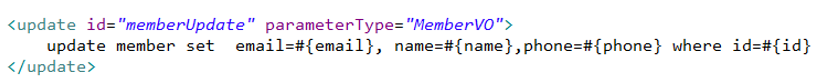 <update id="memberUpdate" parameterType="MemberVO">
    update member set  email=#{email}, name=#{name},phone=#{phone} where id=#{id}
</update>